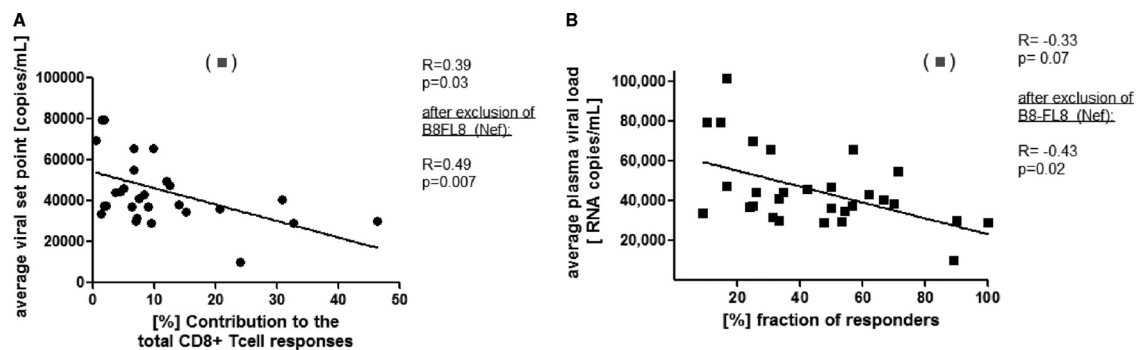 A
average viral set point [copies/mL]
100000
80000
60000
40000
20000
0
0 10 20 30 40 50
[%] Contribution to the
total CD8+ Tcell responses
( )
R=0.39
p=0.03
after exclusion of
B8FL8 (Nef):
R=0.49
p=0.007
B
average plasma viral load
[ RNA copies/mL]
100,000
80,000
60,000
40,000
20,000
20 40 60 80 100
[%] fraction of responders
( )
R= -0.33
p= 0.07
after exclusion of
B8-FL8 (Nef):
R= -0.43
p=0.02